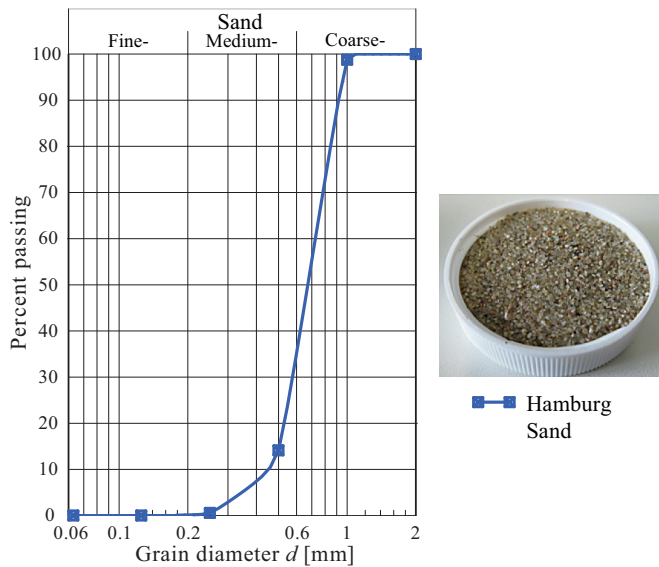 Sand
Fine- Medium- Coarse-
100
90
80
70
60
50
40
30
20
10
0
Percent passing
0.06 0.1 0.2 0.6 1 2
Grain diameter d [mm]
Hamburg
Sand